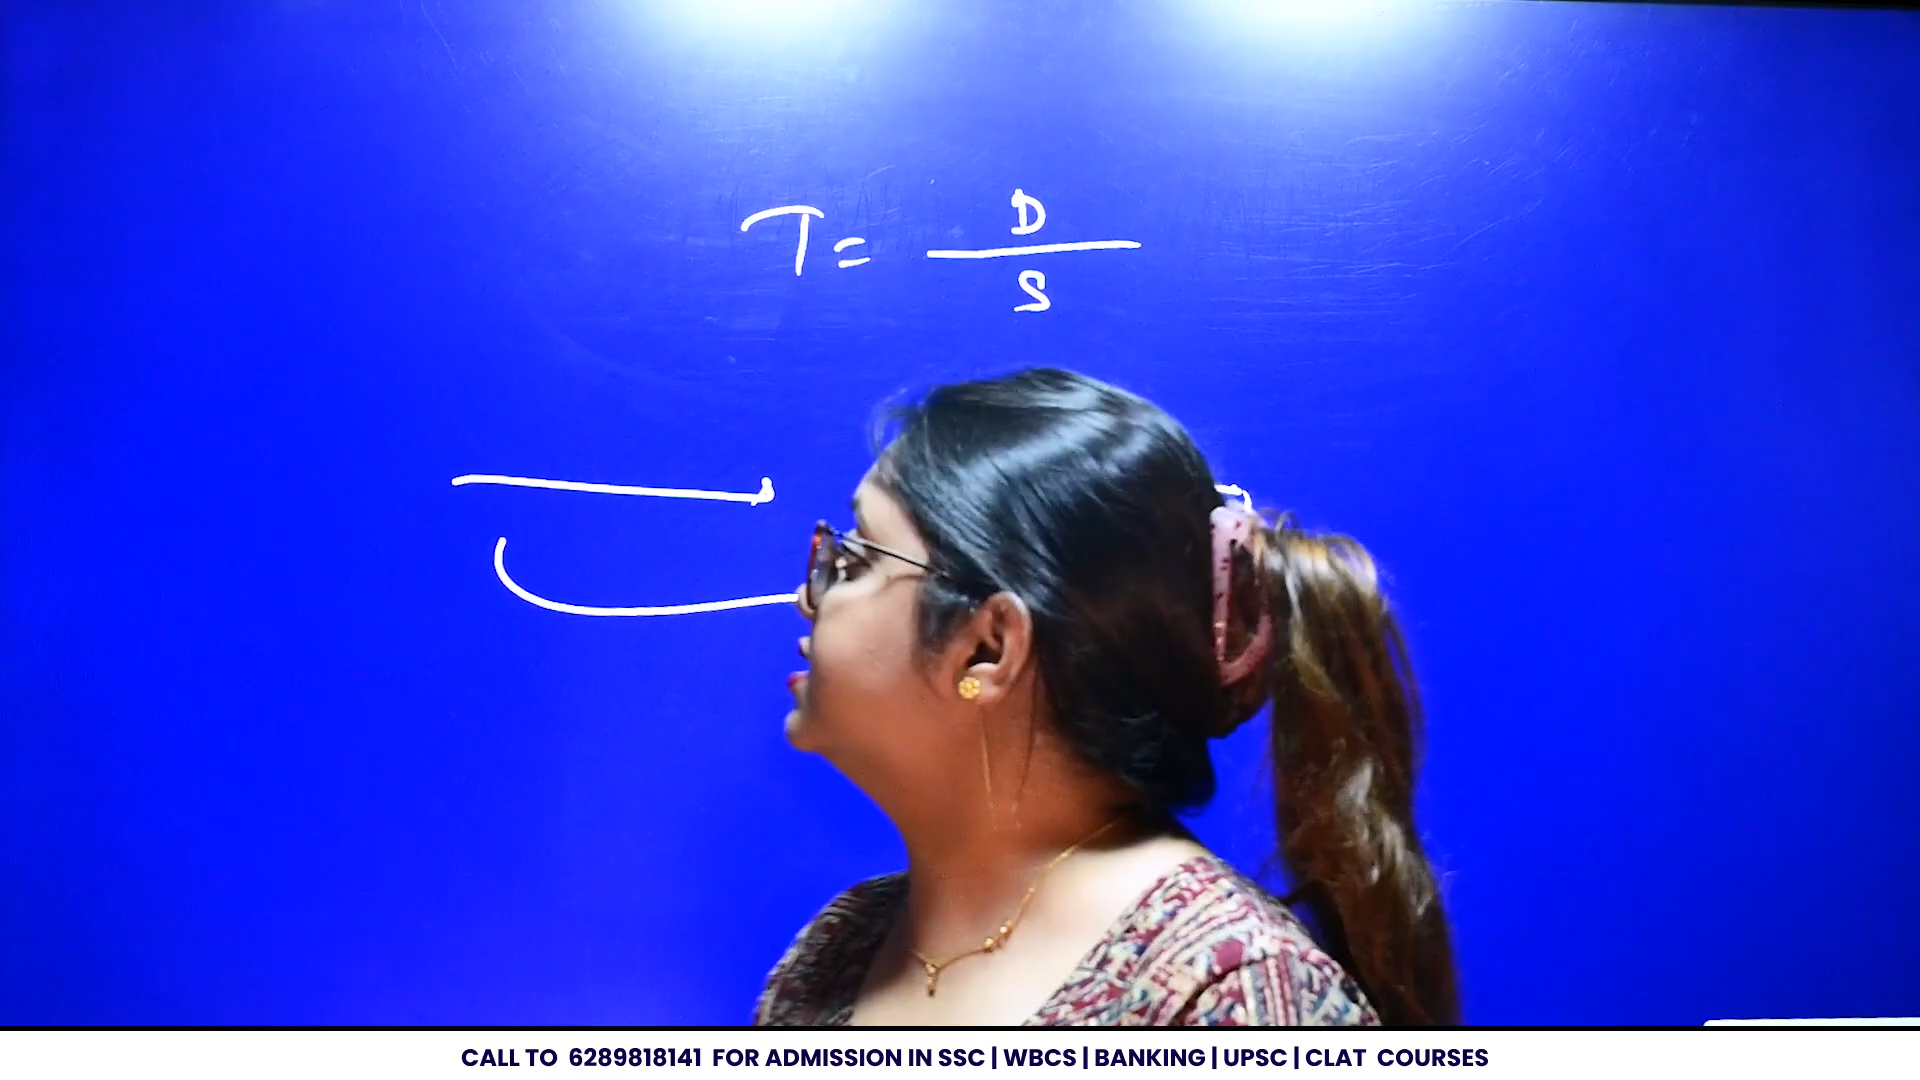 T = D/S
CALL TO 6289818141 FOR ADMISSION IN SSC | WBCS | BANKING | UPSC | CLAT COURSES